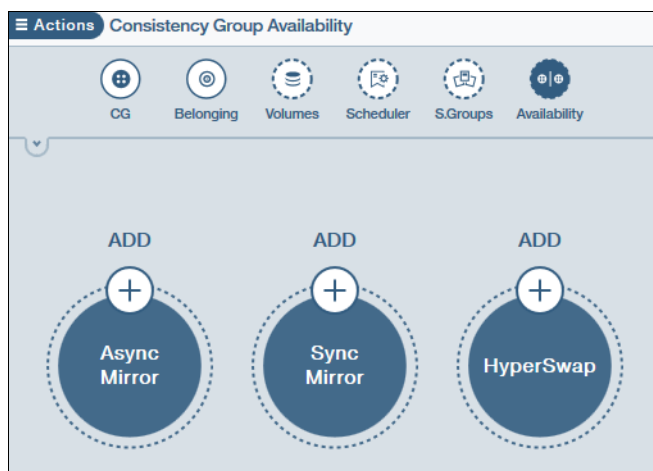 Actions Consistency Group Availability
CG Belonging Volumes Scheduler S.Groups Availability
ADD ADD ADD
Async Mirror
Sync Mirror
HyperSwap